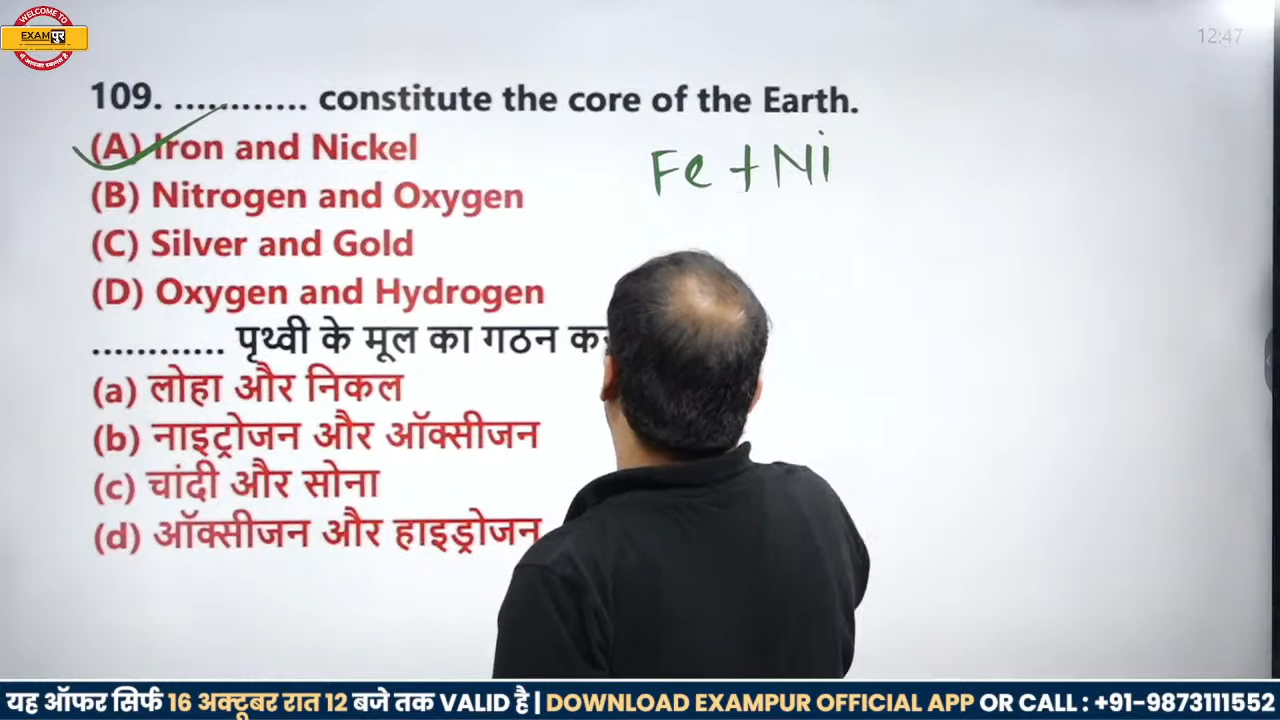 WELCOME TO
EXAMपुर
में आपका स्वागत है
12:47
109. ............ constitute the core of the Earth.
(A) Iron and Nickel
Fe + Ni
(B) Nitrogen and Oxygen
(C) Silver and Gold
(D) Oxygen and Hydrogen
............ पृथ्वी के मूल का गठन
(a) लोहा और निकल
(b) नाइट्रोजन और ऑक्सीजन
(c) चांदी और सोना
(d) ऑक्सीजन और हाइड्रोजन
यह ऑफर सिर्फ 16 अक्टूबर रात 12 बजे तक VALID है | DOWNLOAD EXAMPUR OFFICIAL APP OR CALL : +91-9873111552